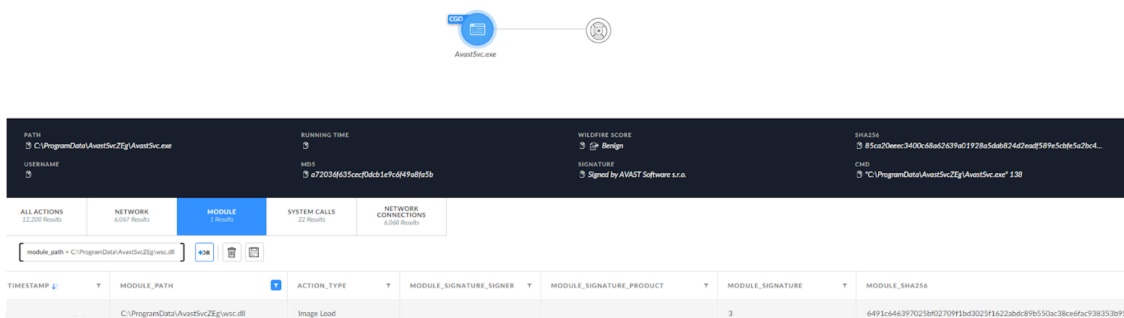 CGO
AvastSvc.exe
PATH
C:\ProgramData\AvastSvcZEg\AvastSvc.exe
RUNNING TIME
WILDFIRE SCORE
Benign
SHA256
85ca20eeec3400c68a62639a01928a5dab824d2eadf589e5cbfe5a2bc4...
USERNAME
MD5
a72036f635cecf0dcb1e9c6f49a8fa5b
SIGNATURE
Signed by AVAST Software s.r.o.
CMD
"C:\ProgramData\AvastSvcZEg\AvastSvc.exe" 138
ALL ACTIONS
12,200 Results
NETWORK
6,067 Results
MODULE
1 Results
SYSTEM CALLS
22 Results
NETWORK CONNECTIONS
6,068 Results
module_path = C:\ProgramData\AvastSvcZEg\wsc.dll
TIMESTAMP MODULE_PATH ACTION_TYPE MODULE_SIGNATURE_SIGNER MODULE_SIGNATURE_PRODUCT MODULE_SIGNATURE MODULE_SHA256
C:\ProgramData\AvastSvcZEg\wsc.dll Image Load 3 6491c646397025bf02709f1bd3025f1622abdc89b550ac38ce6fac938353b95